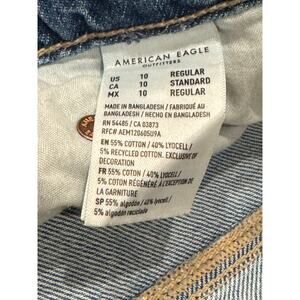 AMERICAN EAGLE
OUTFITTERS
US 10 REGULAR
CA 10 STANDARD
MX 10 REGULAR
MADE IN BANGLADESH / FABRIQUÉ AU
BANGLADESH / HECHO EN BANGLADESH
RN 54485 / CA 03873
RFC# AEM120605U9A
EN 55% COTTON / 40% LYOCELL /
5% RECYCLED COTTON. EXCLUSIVE OF
DECORATION
FR 55% COTON / 40% LYOCELL /
5% COTON RÉGÉNÉRÉ À L'EXCEPTION DE
LA GARNITURE
SP 55% algodón / 40% lyocell /
5% algodón reciclado